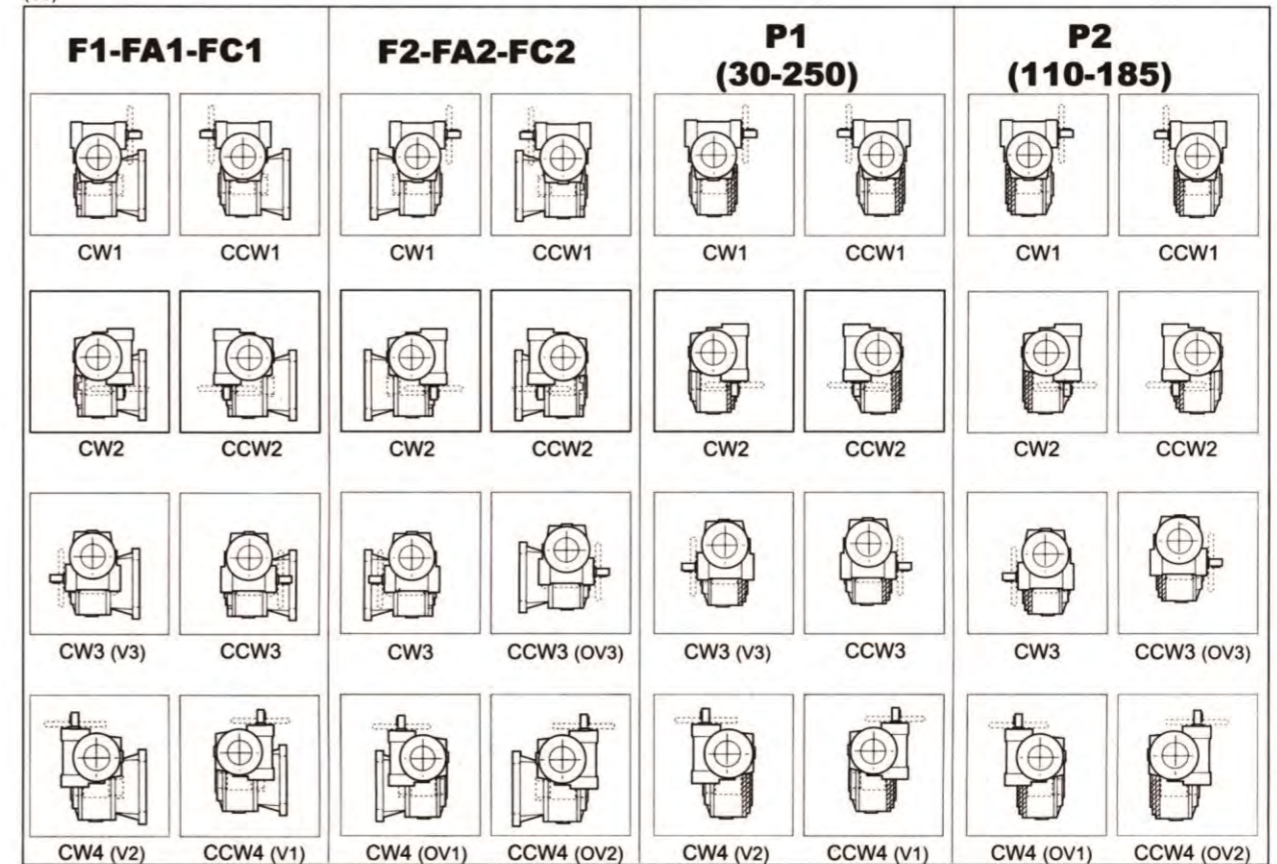 F1-FA1-FC1 F2-FA2-FC2 P1 P2
(30-250) (110-185)
CW1 CCW1 CW1 CCW1 CW1 CCW1 CW1 CCW1
CW2 CCW2 CW2 CCW2 CW2 CCW2 CW2 CCW2
CW3 (V3) CCW3 CW3 CCW3 (OV3) CW3 (V3) CCW3 CW3 CCW3 (OV3)
CW4 (V2) CCW4 (V1) CW4 (OV1) CCW4 (OV2) CW4 (V2) CCW4 (V1) CW4 (OV1) CCW4 (OV2)